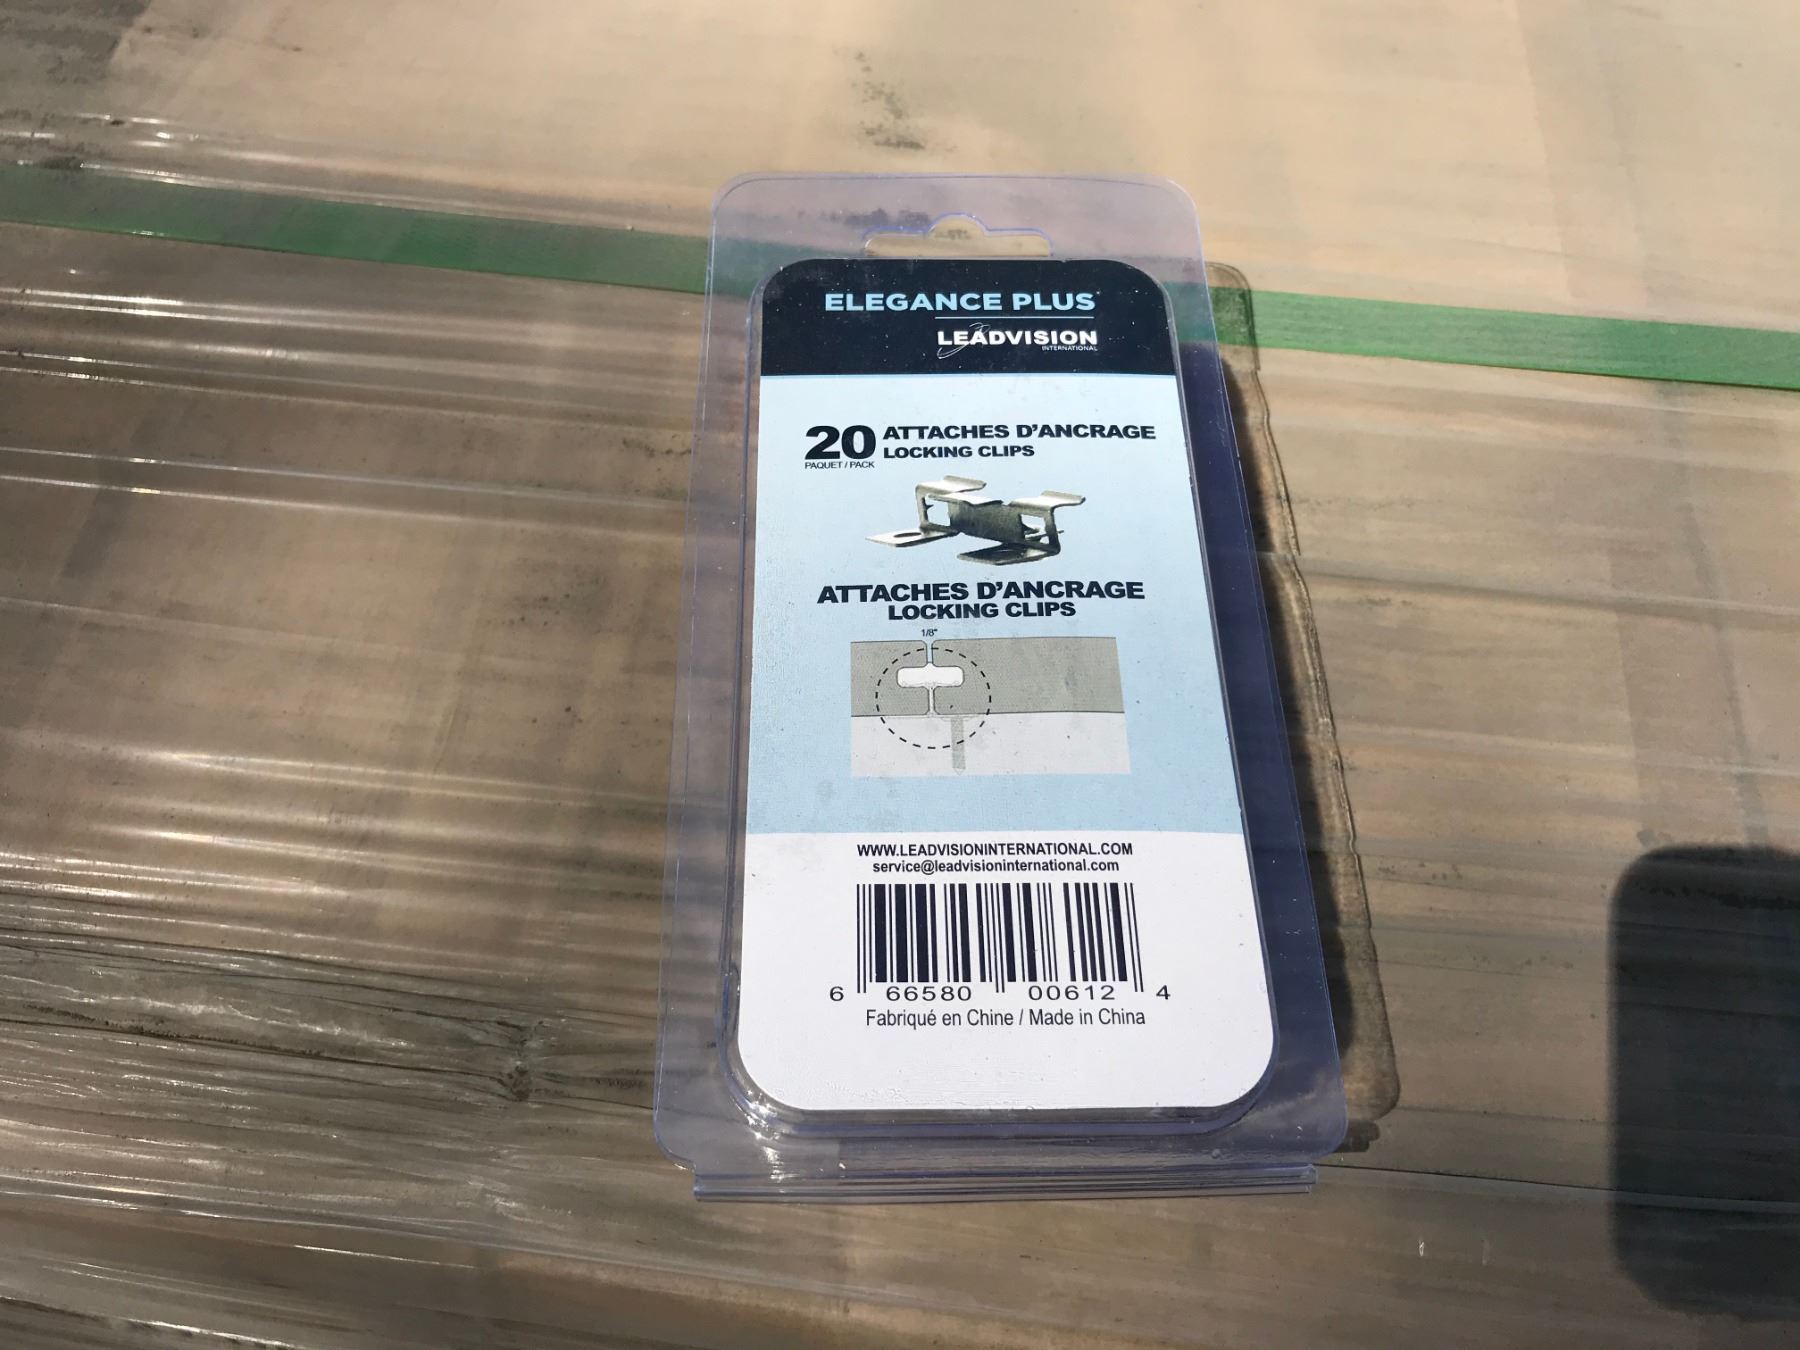 ELEGANCE PLUS
LEADVISION
INTERNATIONAL
20 ATTACHES D'ANCRAGE
PAQUET / PACK LOCKING CLIPS
ATTACHES D'ANCRAGE
LOCKING CLIPS
1/8"
WWW.LEADVISIONINTERNATIONAL.COM
service@leadvisioninternational.com
6 66580 00612 4
Fabriqué en Chine / Made in China